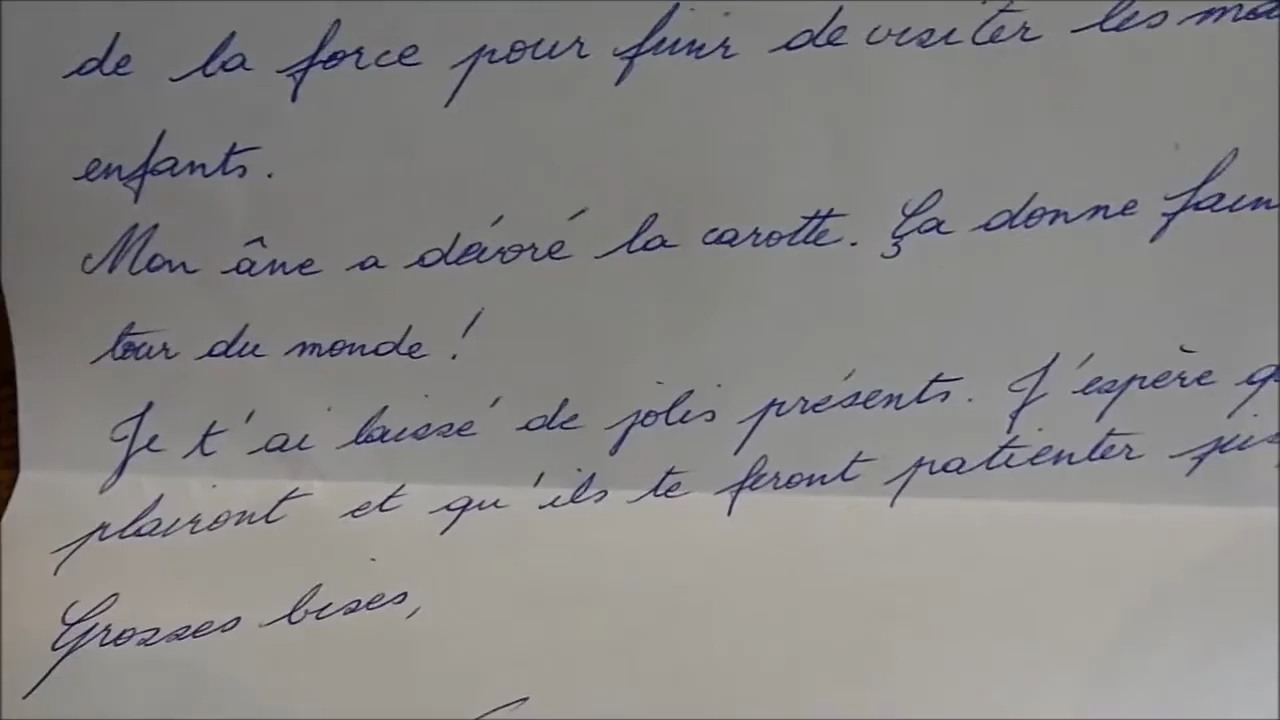 de la force pour finir de visiter les
enfants.
Mon âne a dévoré la carotte. Ça donne
tour du monde !
Je t'ai laissé de jolis présents. J'espère
plairont et qu'ils te feront patienter
Grosses bises,